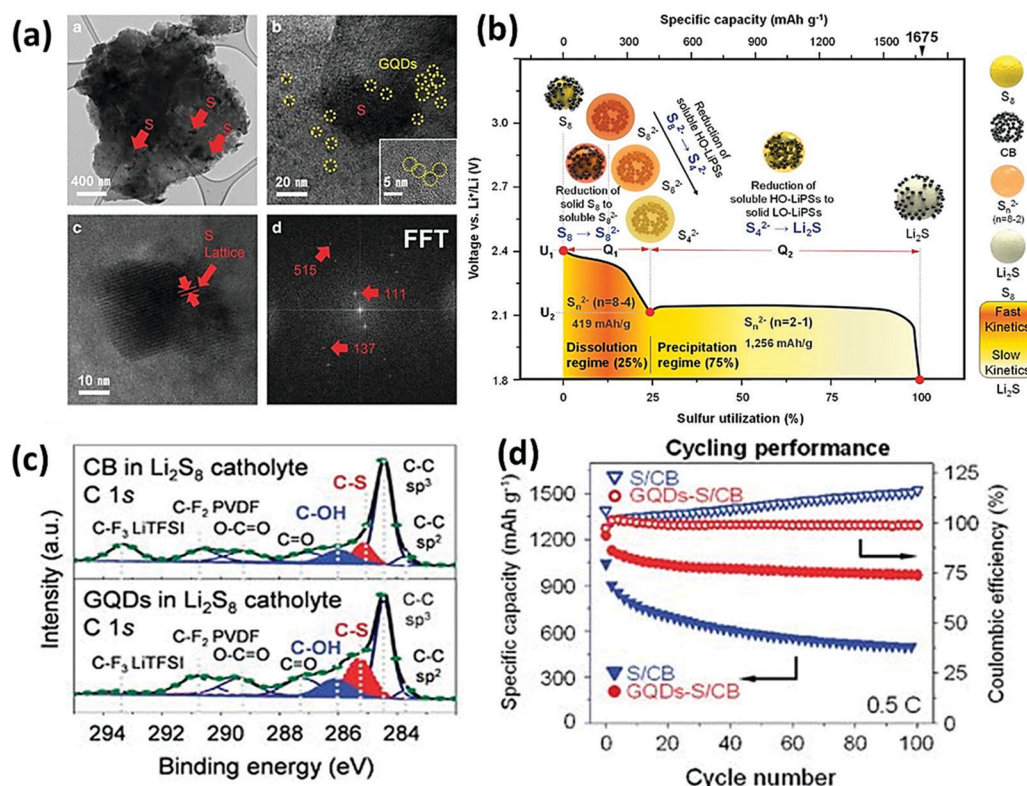 (a)
a
S
S
S
400 nm
b
GQDs
S
20 nm
5 nm
c
S
Lattice
10 nm
d
FFT
515
111
137
(b)
Specific capacity (mAh g⁻¹)
0 300 600 900 1200 1500
1675
Voltage vs. Li⁺/Li (V)
3.3
3.0
2.7
2.4
2.1
1.8
S₈
S₈²⁻
S₈²⁻
S₄²⁻
Reduction of
soluble HO-LiPSs
S₈²⁻ → S₄²⁻
Reduction of
solid S₈ to
soluble S₈²⁻
S₈ → S₈²⁻
Reduction of
soluble HO-LiPSs to
solid LO-LiPSs
S₄²⁻ → Li₂S
Li₂S
U₁
Q₁
Q₂
U₂
Sₙ²⁻ (n=8-4)
419 mAh/g
Sₙ²⁻ (n=2-1)
1,256 mAh/g
Dissolution
regime (25%)
Precipitation
regime (75%)
0 25 50 75 100
Sulfur utilization (%)
S₈
CB
Sₙ²⁻
(n=8-2)
Li₂S
S₈
Fast
Kinetics
Slow
Kinetics
Li₂S
(c)
CB in Li₂S₈ catholyte
C 1s
C-F₃ LiTFSI
C-F₂ PVDF
O-C=O
C=O
C-OH
C-S
C-C
sp³
C-C
sp²
GQDs in Li₂S₈ catholyte
C 1s
C-F₃ LiTFSI
C-F₂ PVDF
O-C=O
C=O
C-OH
C-S
C-C
sp³
C-C
sp²
Intensity (a.u.)
294 292 290 288 286 284
Binding energy (eV)
(d)
Cycling performance
S/CB
GQDs-S/CB
S/CB
GQDs-S/CB
0.5 C
Specific capacity (mAh g⁻¹)
1500
1200
900
600
300
0
Coulombic efficiency (%)
125
100
75
50
25
0
0 20 40 60 80 100
Cycle number